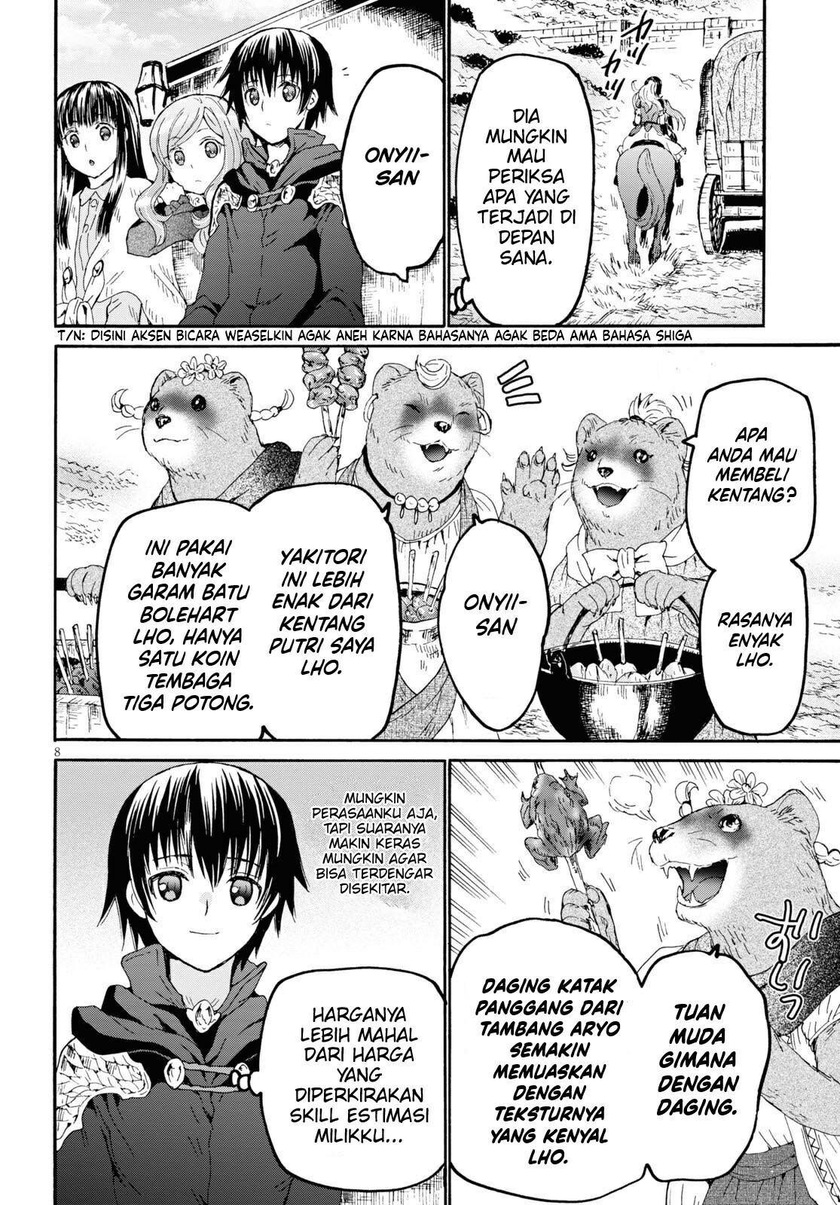 DIA
MUNGKIN
MAU
PERIKSA
APA YANG
TERJADI DI
DEPAN
SANA.
ONYII-
SAN
T/N: DISINI AKSEN BICARA WEASELKIN AGAK ANEH KARNA BAHASANYA AGAK BEDA AMA BAHASA SHIGA
APA
ANDA MAU
MEMBELI
KENTANG?
RASANYA
ENYAK
LHO.
ONYII-
SAN
YAKITORI
INI LEBIH
ENAK DARI
KENTANG
PUTRI SAYA
LHO.
INI PAKAI
BANYAK
GARAM BATU
BOLEHART
LHO, HANYA
SATU KOIN
TEMBAGA
TIGA POTONG.
8
TUAN
MUDA
GIMANA
DENGAN
DAGING.
DAGING KATAK
PANGGANG DARI
TAMBANG ARYO
SEMAKIN
MEMUASKAN
DENGAN
TEKSTURNYA
YANG KENYAL
LHO.
ずいっ
MUNGKIN
PERASAANKU AJA,
TAPI SUARANYA
MAKIN KERAS
MUNGKIN AGAR
BISA TERDENGAR
DISEKITAR.
HARGANYA
LEBIH MAHAL
DARI HARGA
YANG
DIPERKIRAKAN
SKILL ESTIMASI
MILIKKU...